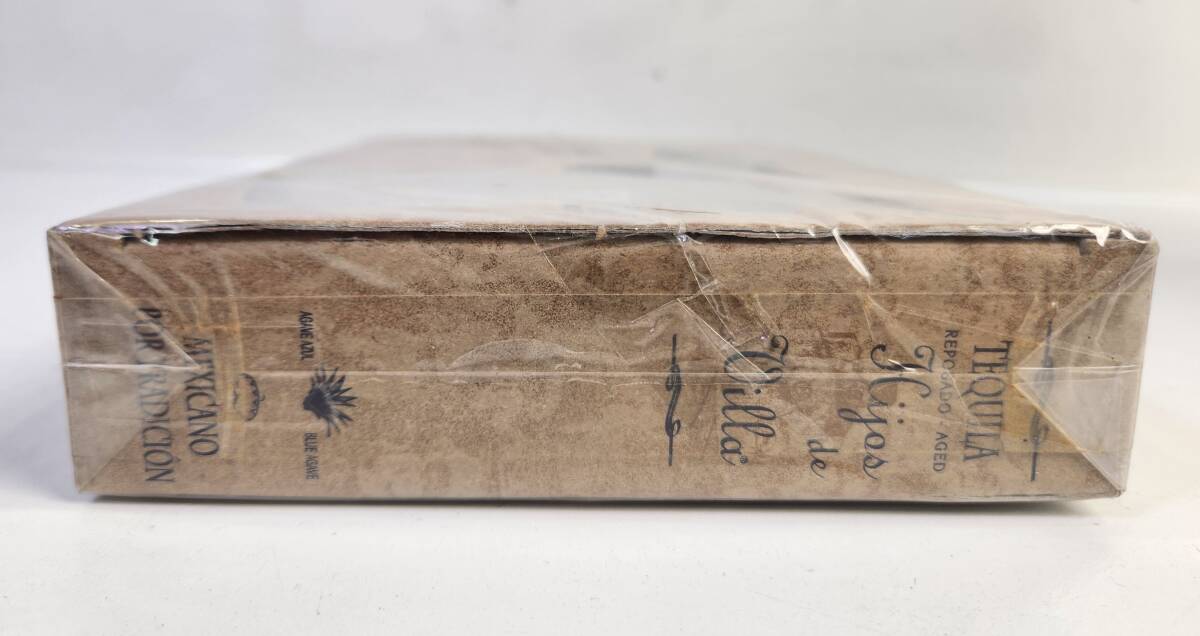 TEQUILA
REPOSADO - AGED
Hijos
de
Villa®
AGAVE AZUL
BLUE AGAVE
MEXICANO
POR TRADICIÓN